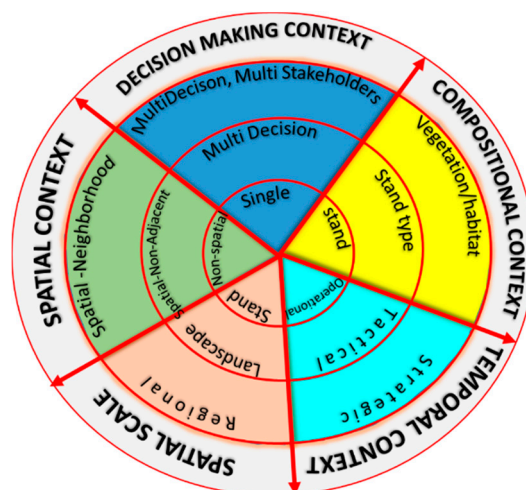 DECISION MAKING CONTEXT
MultiDecison, Multi Stakeholders
Multi Decision
Single
COMPOSITIONAL CONTEXT
Vegetation/habitat
Stand type
stand
TEMPORAL CONTEXT
Strategic
Tactical
Operational
SPATIAL SCALE
Regional
Landscape
Stand
SPATIAL CONTEXT
Spatial -Neighborhood
Spatial-Non-Adjacent
Non-spatial